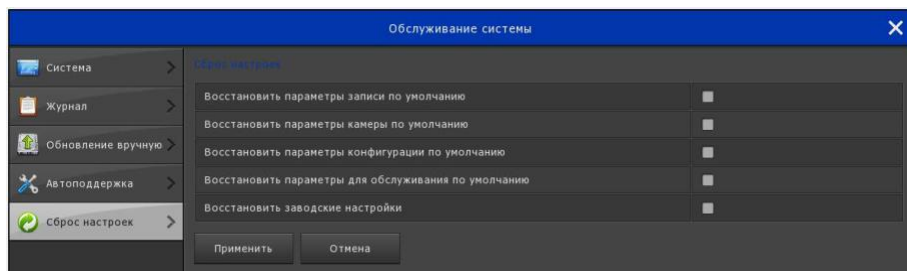 Обслуживание системы
Система
Журнал
Обновление вручную
Автоподдержка
Сброс настроек
Сброс настроек
Восстановить параметры записи по умолчанию
Восстановить параметры камеры по умолчанию
Восстановить параметры конфигурации по умолчанию
Восстановить параметры для обслуживания по умолчанию
Восстановить заводские настройки
Применить
Отмена